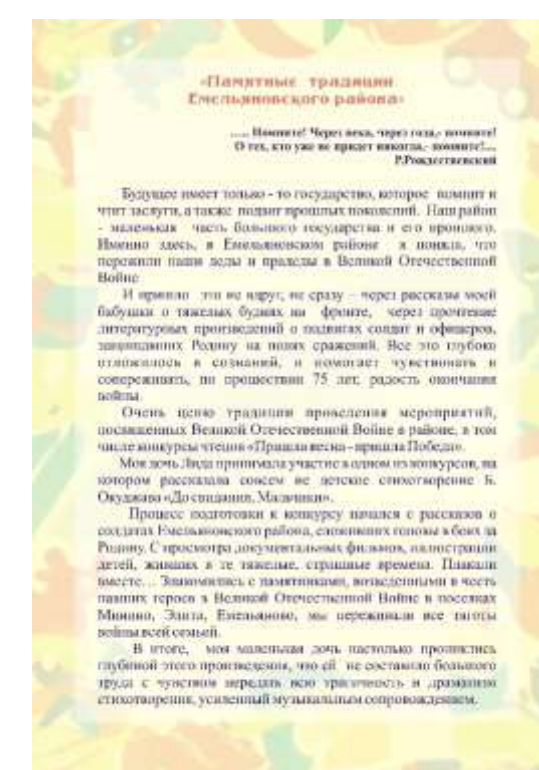 «Памятные традиции
Емельяновского района»
..... Помните! Через века, через года,- помните!
О тех, кто уже не придет никогда,- помните!...
Р.Рождественский
Будущее имеет только - то государство, которое помнит и
чтит заслуги, а также подвиг прошлых поколений. Наш район
- маленькая часть большого государства и его прошлого.
Именно здесь, в Емельяновском районе я поняла, что
пережили наши деды и прадеды в Великой Отечественной
Войне
И пришло это не вдруг, не сразу – через рассказы моей
бабушки о тяжелых буднях на фронте, через прочтение
литературных произведений о подвигах солдат и офицеров,
защищавших Родину на полях сражений. Все это глубоко
отложилось в сознании, и помогает чувствовать и
сопереживать, по прошествии 75 лет, радость окончания
войны.
Очень ценю традиции проведения мероприятий,
посвященных Великой Отечественной Войне в районе, в том
числе конкурсы чтецов «Пришла весна – пришла Победа».
Моя дочь Лида принимала участие в одном из конкурсов, на
котором рассказала совсем не детское стихотворение Б.
Окуджава «До свидания, Мальчики».
Процесс подготовки к конкурсу начался с рассказов о
солдатах Емельяновского района, сложивших головы в боях за
Родину. С просмотра документальных фильмов, иллюстраций
детей, живших в те тяжелые, страшные времена. Плакали
вместе… Знакомились с памятниками, возведенными в честь
павших героев в Великой Отечественной Войне в поселках
Минино, Элита, Емельяново, мы переживали все тяготы
войны всей семьей.
В итоге, моя маленькая дочь настолько прониклась
глубиной этого произведения, что ей не составило большого
труда с чувством передать всю трагичность и драматизм
стихотворения, усиленный музыкальным сопровождением.